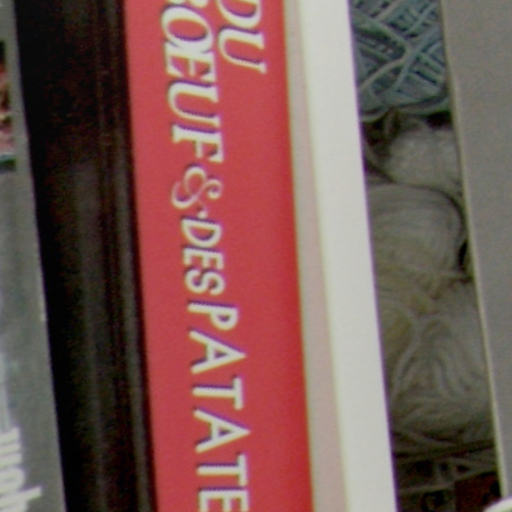 DU
BOEUF & DES PATATE